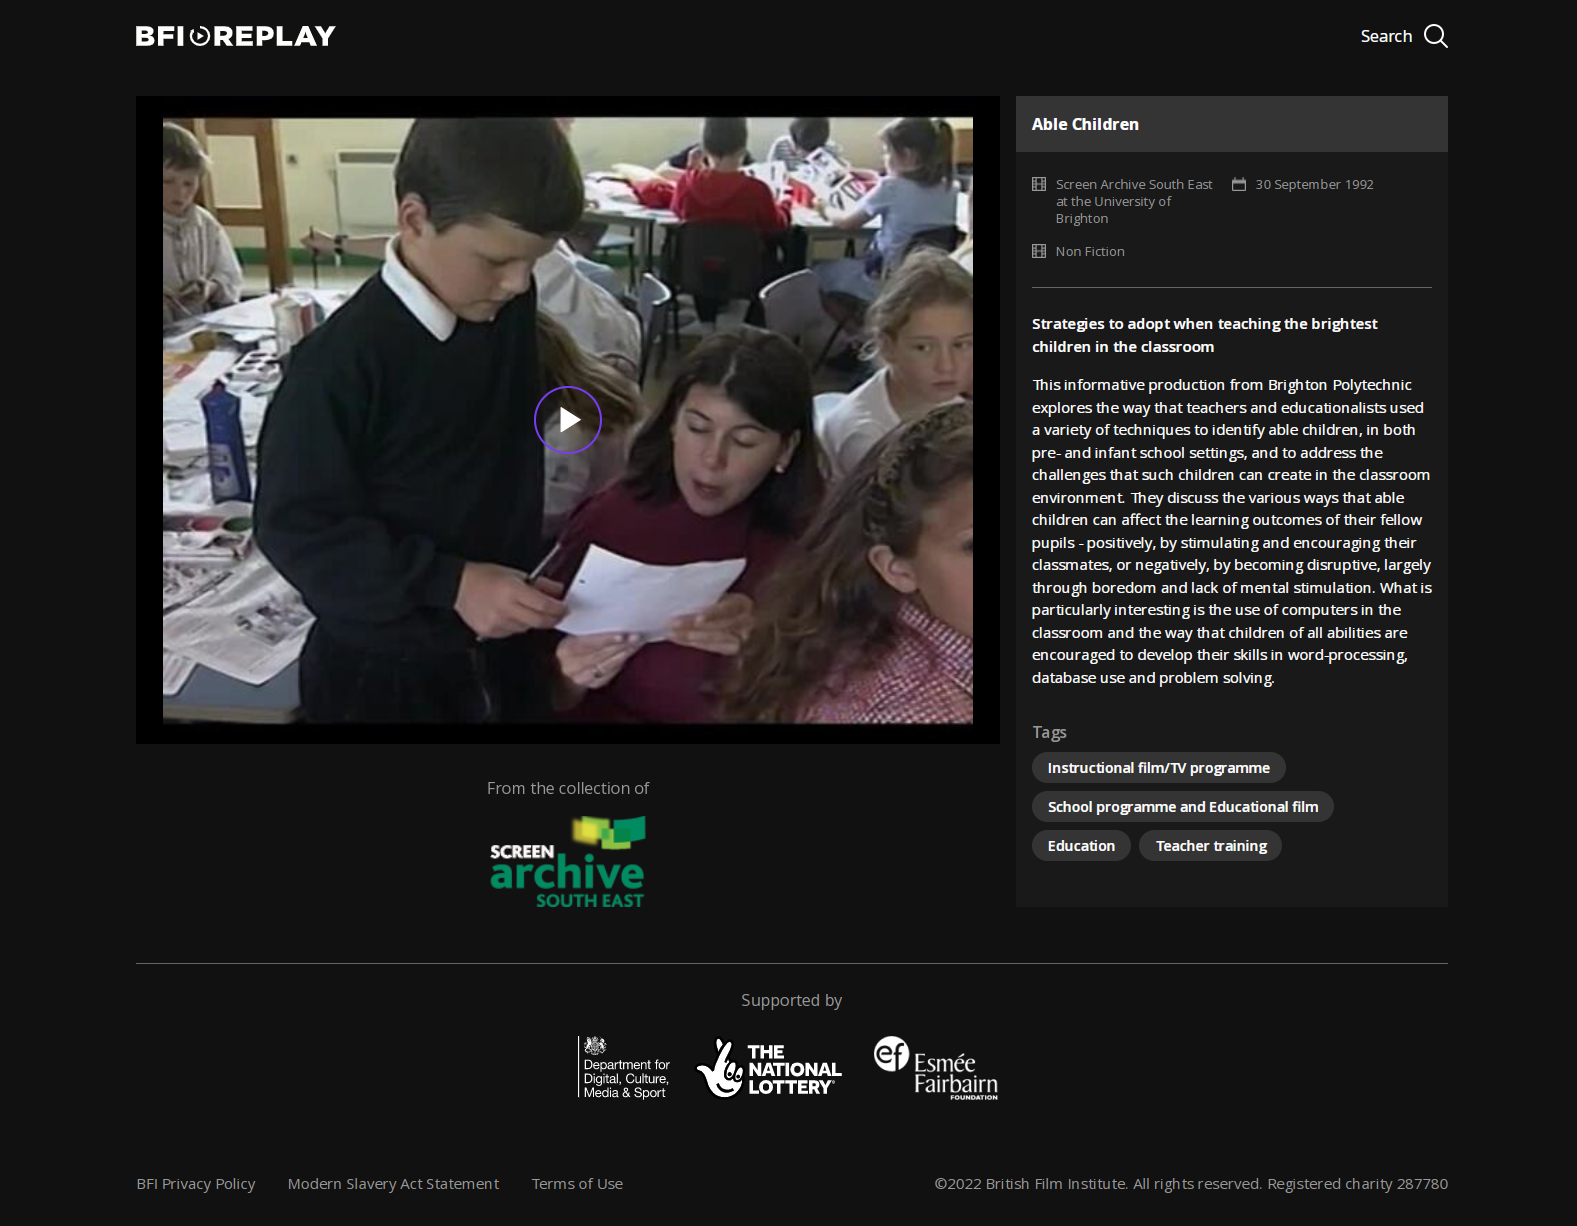 BFI REPLAY
Search
Able Children
Screen Archive South East
at the University of
Brighton
30 September 1992
Non Fiction
Strategies to adopt when teaching the brightest
children in the classroom
This informative production from Brighton Polytechnic
explores the way that teachers and educationalists used
a variety of techniques to identify able children, in both
pre- and infant school settings, and to address the
challenges that such children can create in the classroom
environment. They discuss the various ways that able
children can affect the learning outcomes of their fellow
pupils - positively, by stimulating and encouraging their
classmates, or negatively, by becoming disruptive, largely
through boredom and lack of mental stimulation. What is
particularly interesting is the use of computers in the
classroom and the way that children of all abilities are
encouraged to develop their skills in word-processing,
database use and problem solving.
Tags
Instructional film/TV programme
School programme and Educational film
Education
Teacher training
From the collection of
SCREEN
archive
SOUTH EAST
Supported by
Department for
Digital, Culture,
Media & Sport
THE
NATIONAL
LOTTERY®
ef
Esmée
Fairbairn
FOUNDATION
BFI Privacy Policy
Modern Slavery Act Statement
Terms of Use
©2022 British Film Institute. All rights reserved. Registered charity 287780